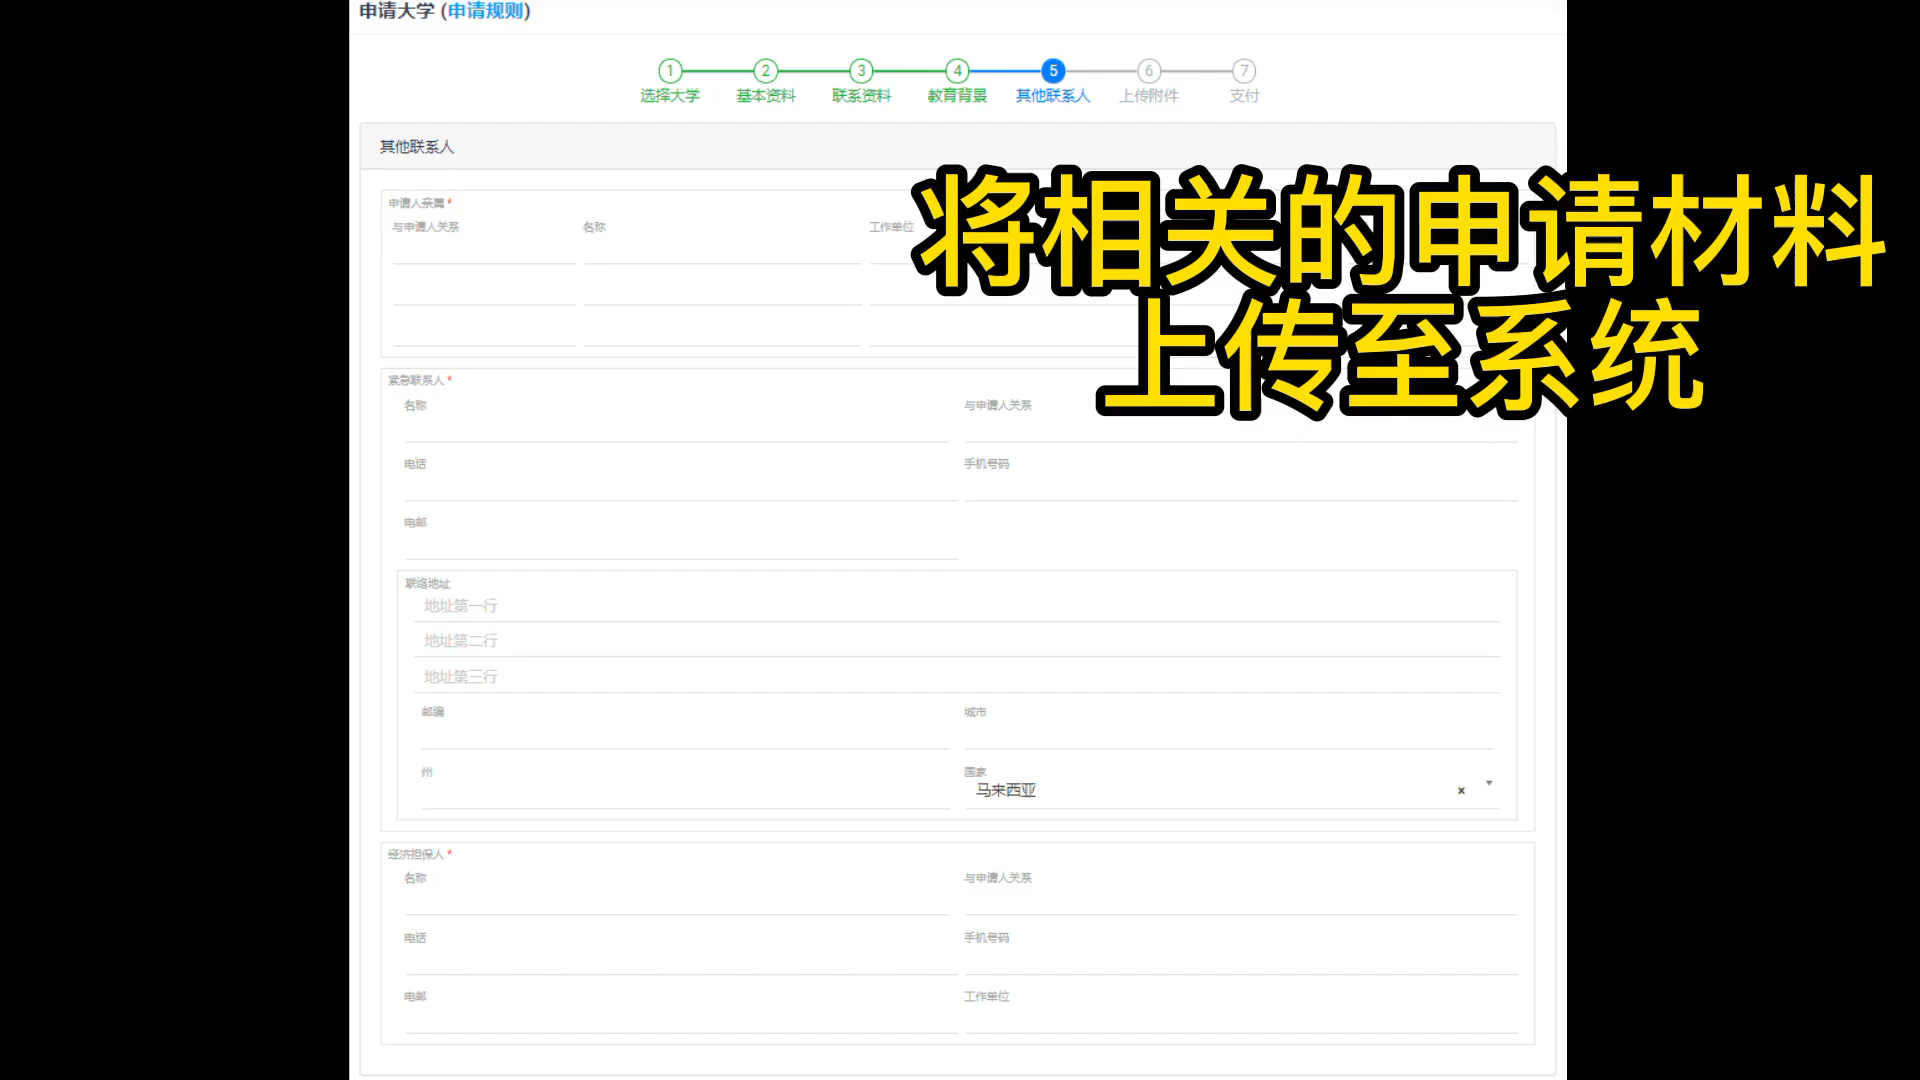 申请大学 (申请规则)
1 2 3 4 5 6 7
选择大学 基本资料 联系资料 教育背景 其他联系人 上传附件 支付
其他联系人
将相关的申请材料
上传至系统
申请人亲属 *
与申请人关系 名称 工作单位
紧急联系人 *
名称 与申请人关系
电话 手机号码
电邮
联络地址
地址第一行
地址第二行
地址第三行
邮编 城市
州 国家
马来西亚 ×
经济担保人 *
名称 与申请人关系
电话 手机号码
电邮 工作单位